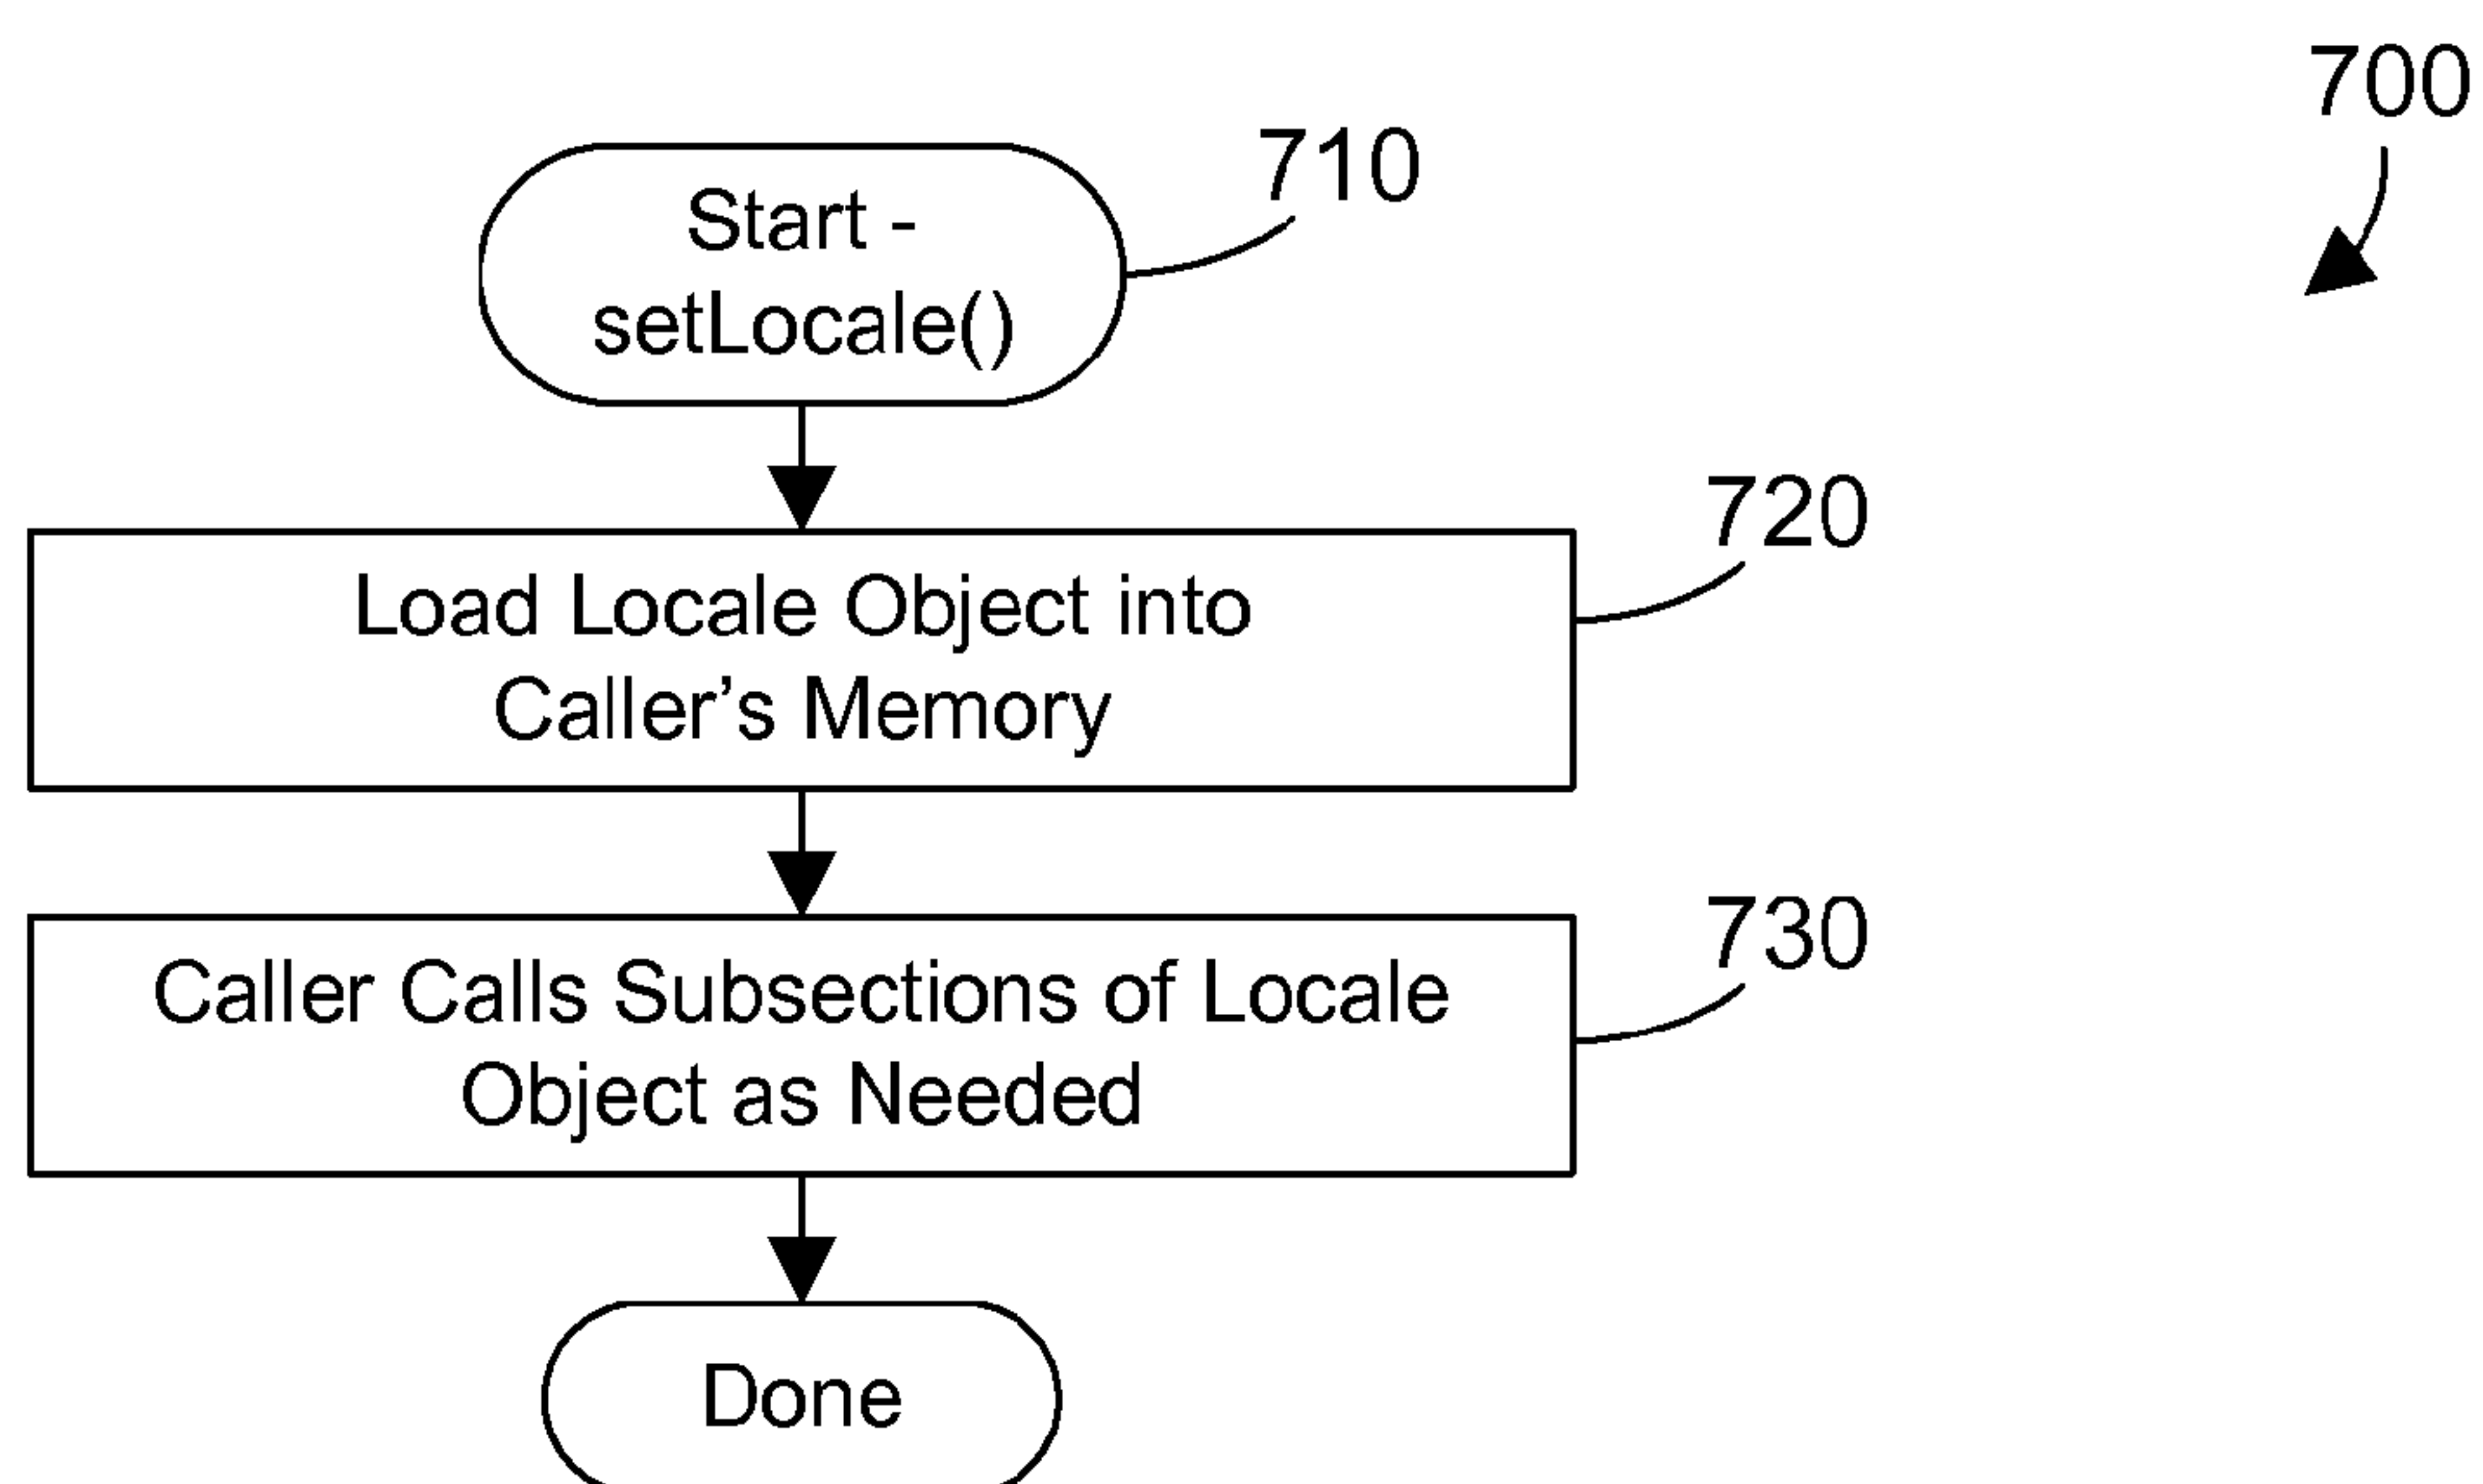 700
710
Start -
setLocale()
720
Load Locale Object into
Caller’s Memory
730
Caller Calls Subsections of Locale
Object as Needed
Done